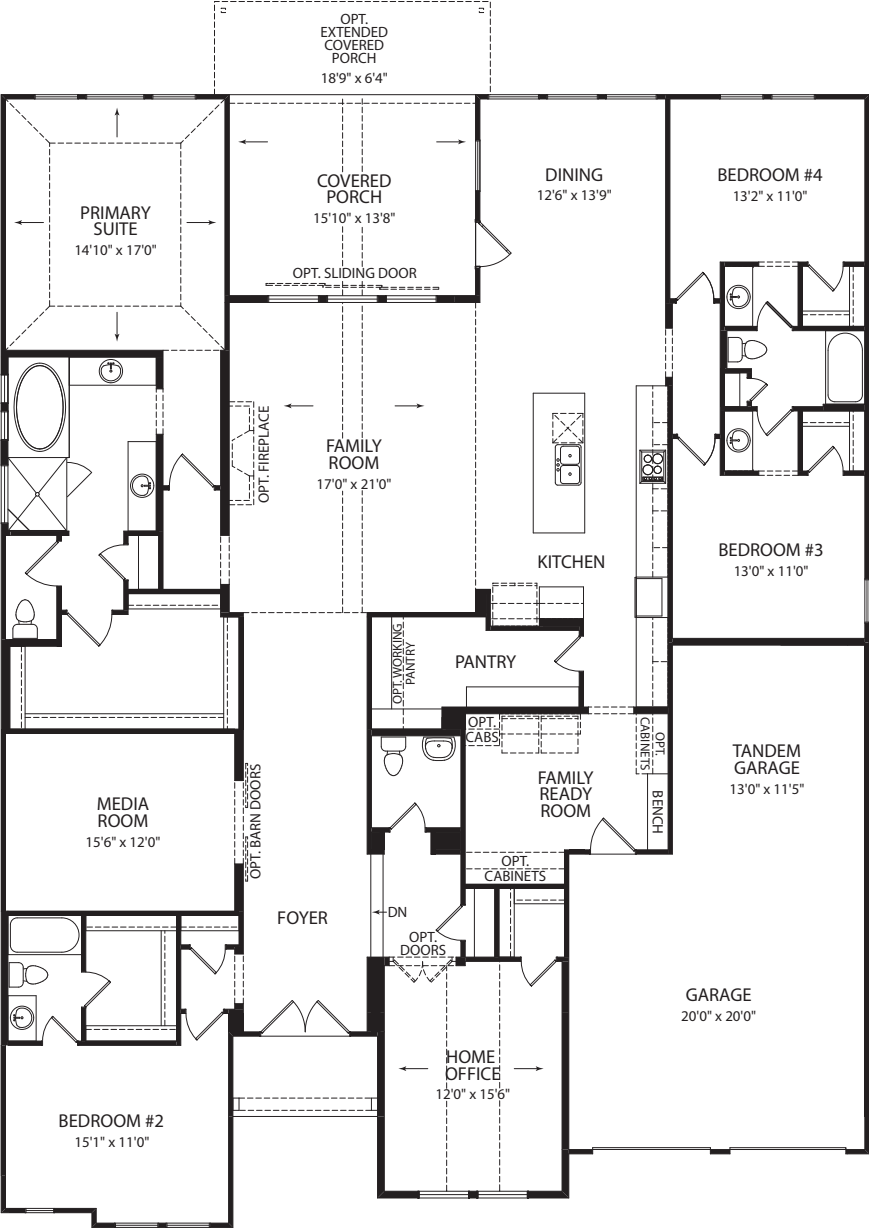 OPT.
EXTENDED
COVERED
PORCH
18'9" x 6'4"
PRIMARY
SUITE
14'10" x 17'0"
COVERED
PORCH
15'10" x 13'8"
OPT. SLIDING DOOR
DINING
12'6" x 13'9"
BEDROOM #4
13'2" x 11'0"
OPT. FIREPLACE
FAMILY
ROOM
17'0" x 21'0"
KITCHEN
BEDROOM #3
13'0" x 11'0"
OPT. WORKING
PANTRY
PANTRY
OPT.
CABS
OPT.
CABINETS
FAMILY
READY
ROOM
BENCH
OPT.
CABINETS
TANDEM
GARAGE
13'0" x 11'5"
MEDIA
ROOM
15'6" x 12'0"
OPT. BARN DOORS
FOYER
DN
OPT.
DOORS
GARAGE
20'0" x 20'0"
HOME
OFFICE
12'0" x 15'6"
BEDROOM #2
15'1" x 11'0"